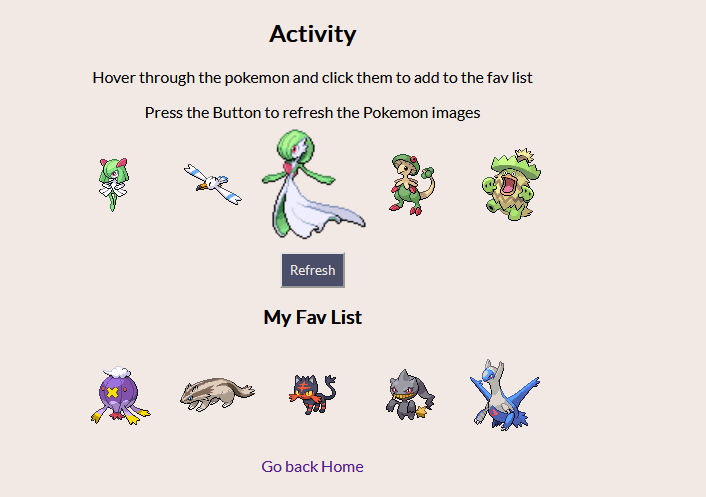 Activity
Hover through the pokemon and click them to add to the fav list
Press the Button to refresh the Pokemon images
Refresh
My Fav List
Go back Home